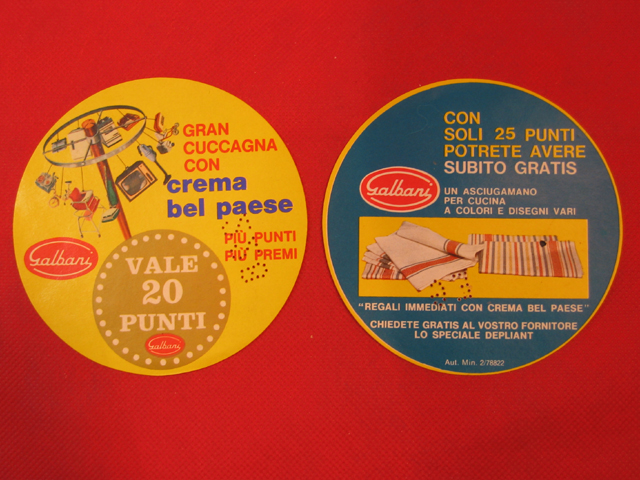 GRAN
CUCCAGNA
CON
crema
bel paese
PIÙ PUNTI
PIÙ PREMI
Galbani
VALE
20
PUNTI
Galbani
CON
SOLI 25 PUNTI
POTRETE AVERE
SUBITO GRATIS
Galbani
UN ASCIUGAMANO
PER CUCINA
A COLORI E DISEGNI VARI
"REGALI IMMEDIATI CON CREMA BEL PAESE"
CHIEDETE GRATIS AL VOSTRO FORNITORE
LO SPECIALE DEPLIANT
Aut. Min. 2/78822